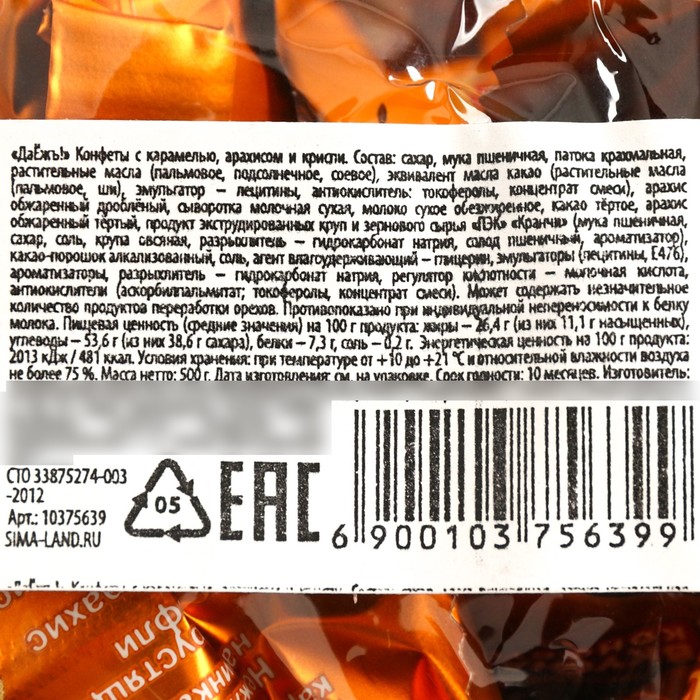 «ДаЁжъ!» Конфеты с карамелью, арахисом и криспи. Состав: сахар, мука пшеничная, патока крахмальная,
растительные масла (пальмовое, подсолнечное, соевое), эквивалент масла какао (растительные масла
(пальмовое, ши), эмульгатор – лецитины, антиокислитель: токоферолы, концентрат смеси), арахис
обжаренный дроблёный, сыворотка молочная сухая, молоко сухое обезжиренное, какао тёртое, арахис
обжаренный тёртый, продукт экструдированных круп и зернового сырья «ЛЭК» «Кранчи» (мука пшеничная,
сахар, соль, крупа овсяная, разрыхлитель – гидрокарбонат натрия, солод пшеничный, ароматизатор),
какао-порошок алкализованный, соль, агент влагоудерживающий – глицерин, эмульгаторы (лецитины, Е476),
ароматизаторы, разрыхлитель – гидрокарбонат натрия, регулятор кислотности – молочная кислота,
антиокислители (аскорбилпальмитат; токоферолы, концентрат смеси). Может содержать незначительное
количество продуктов переработки орехов. Противопоказано при индивидуальной непереносимости к белку
молока. Пищевая ценность (средние значения) на 100 г продукта: жиры – 26,4 г (из них 11,1 г насыщенных),
углеводы – 53,6 г (из них 38,6 г сахара), белки – 7,3 г, соль – 0,2 г. Энергетическая ценность на 100 г продукта:
2013 кДж / 481 ккал. Условия хранения: при температуре от +10 до +21 °С и относительной влажности воздуха
не более 75 %. Масса нетто: 500 г. Дата изготовления: см. на упаковке. Срок годности: 10 месяцев. Изготовитель:
СТО 33875274-003
-2012
Арт.: 10375639
SIMA-LAND.RU
05
EAC
6 900103 756399
арахис
фли
хрустящ